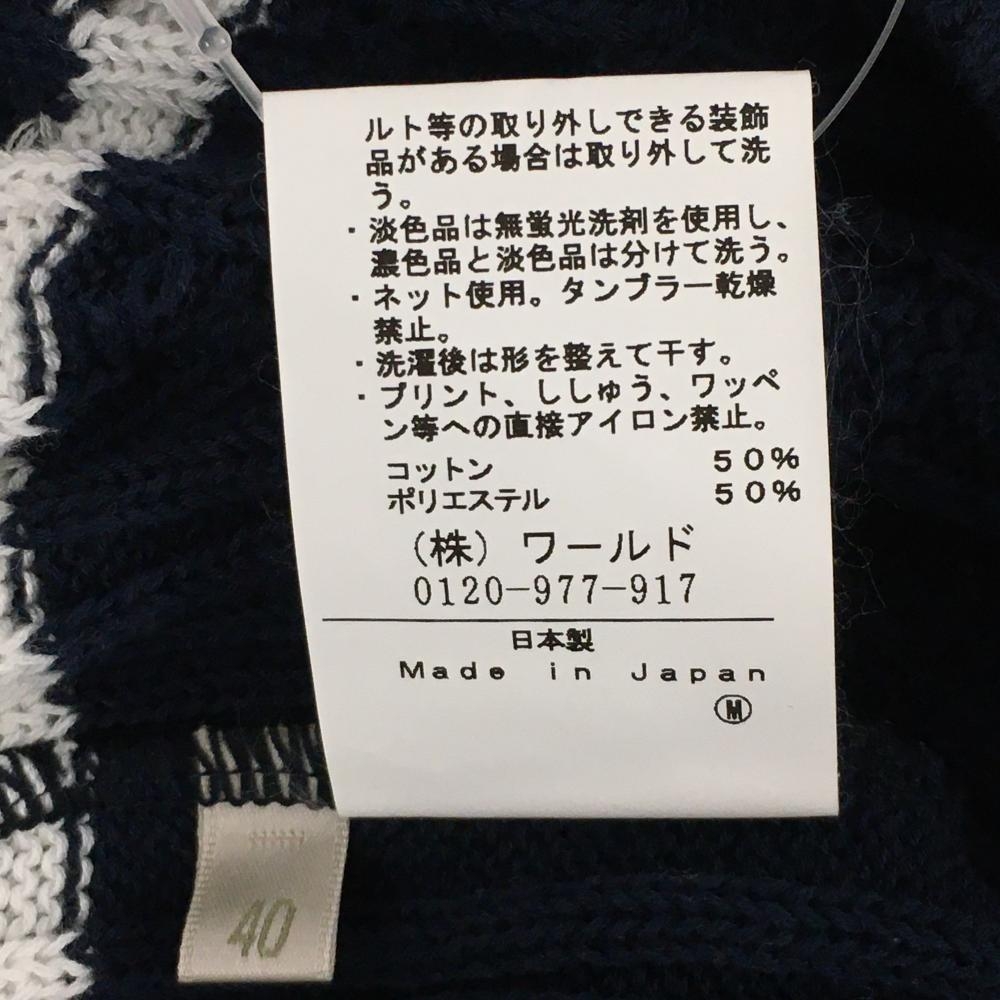 ルト等の取り外しできる装飾
品がある場合は取り外して洗
う。
・淡色品は無蛍光洗剤を使用し、
濃色品と淡色品は分けて洗う。
・ネット使用。タンブラー乾燥
禁止。
・洗濯後は形を整えて干す。
・プリント、ししゅう、ワッペ
ン等への直接アイロン禁止。
コットン 50%
ポリエステル 50%
(株) ワールド
0120-977-917
日本製
Made in Japan
Ⓜ
40